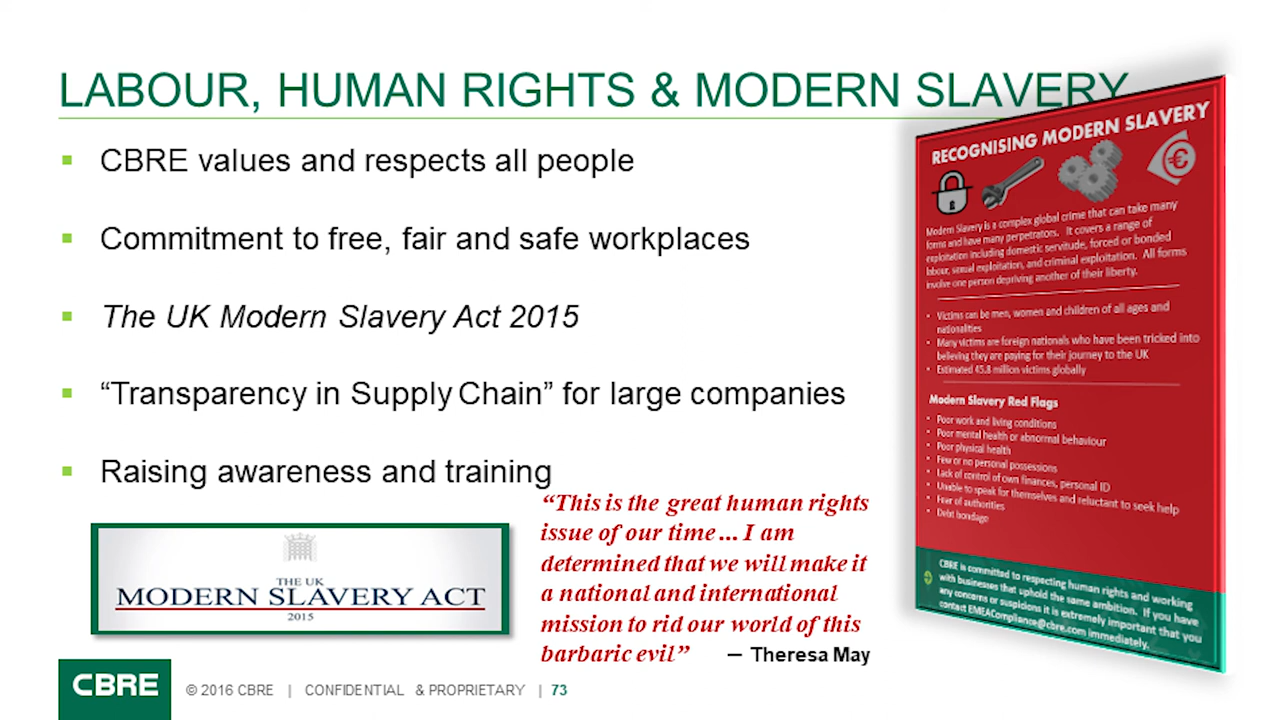 LABOUR, HUMAN RIGHTS & MODERN SLAVERY
▪ CBRE values and respects all people
▪ Commitment to free, fair and safe workplaces
▪ The UK Modern Slavery Act 2015
▪ “Transparency in Supply Chain” for large companies
▪ Raising awareness and training
THE UK
MODERN SLAVERY ACT
2015
“This is the great human rights
issue of our time... I am
determined that we will make it
a national and international
mission to rid our world of this
barbaric evil” – Theresa May
RECOGNISING MODERN SLAVERY
Modern Slavery is a complex global crime that can take many
forms and have many perpetrators. It covers a range of
exploitation including domestic servitude, forced or bonded
labour, sexual exploitation, and criminal exploitation. All forms
involve one person depriving another of their liberty.
• Victims can be men, women and children of all ages and
nationalities
• Many victims are foreign nationals who have been tricked into
believing they are paying for their journey to the UK
• Estimated 45.8 million victims globally
Modern Slavery Red Flags
• Poor work and living conditions
• Poor mental health or abnormal behaviour
• Poor physical health
• Few or no personal possessions
• Lack of control of own finances, personal ID
• Unable to speak for themselves and reluctant to seek help
• Fear of authorities
• Debt bondage
CBRE is committed to respecting human rights and working
with businesses that uphold the same ambition. If you have
any concerns or suspicions it is extremely important that you
contact EMEACompliance@cbre.com immediately.
CBRE
© 2016 CBRE | CONFIDENTIAL & PROPRIETARY | 73